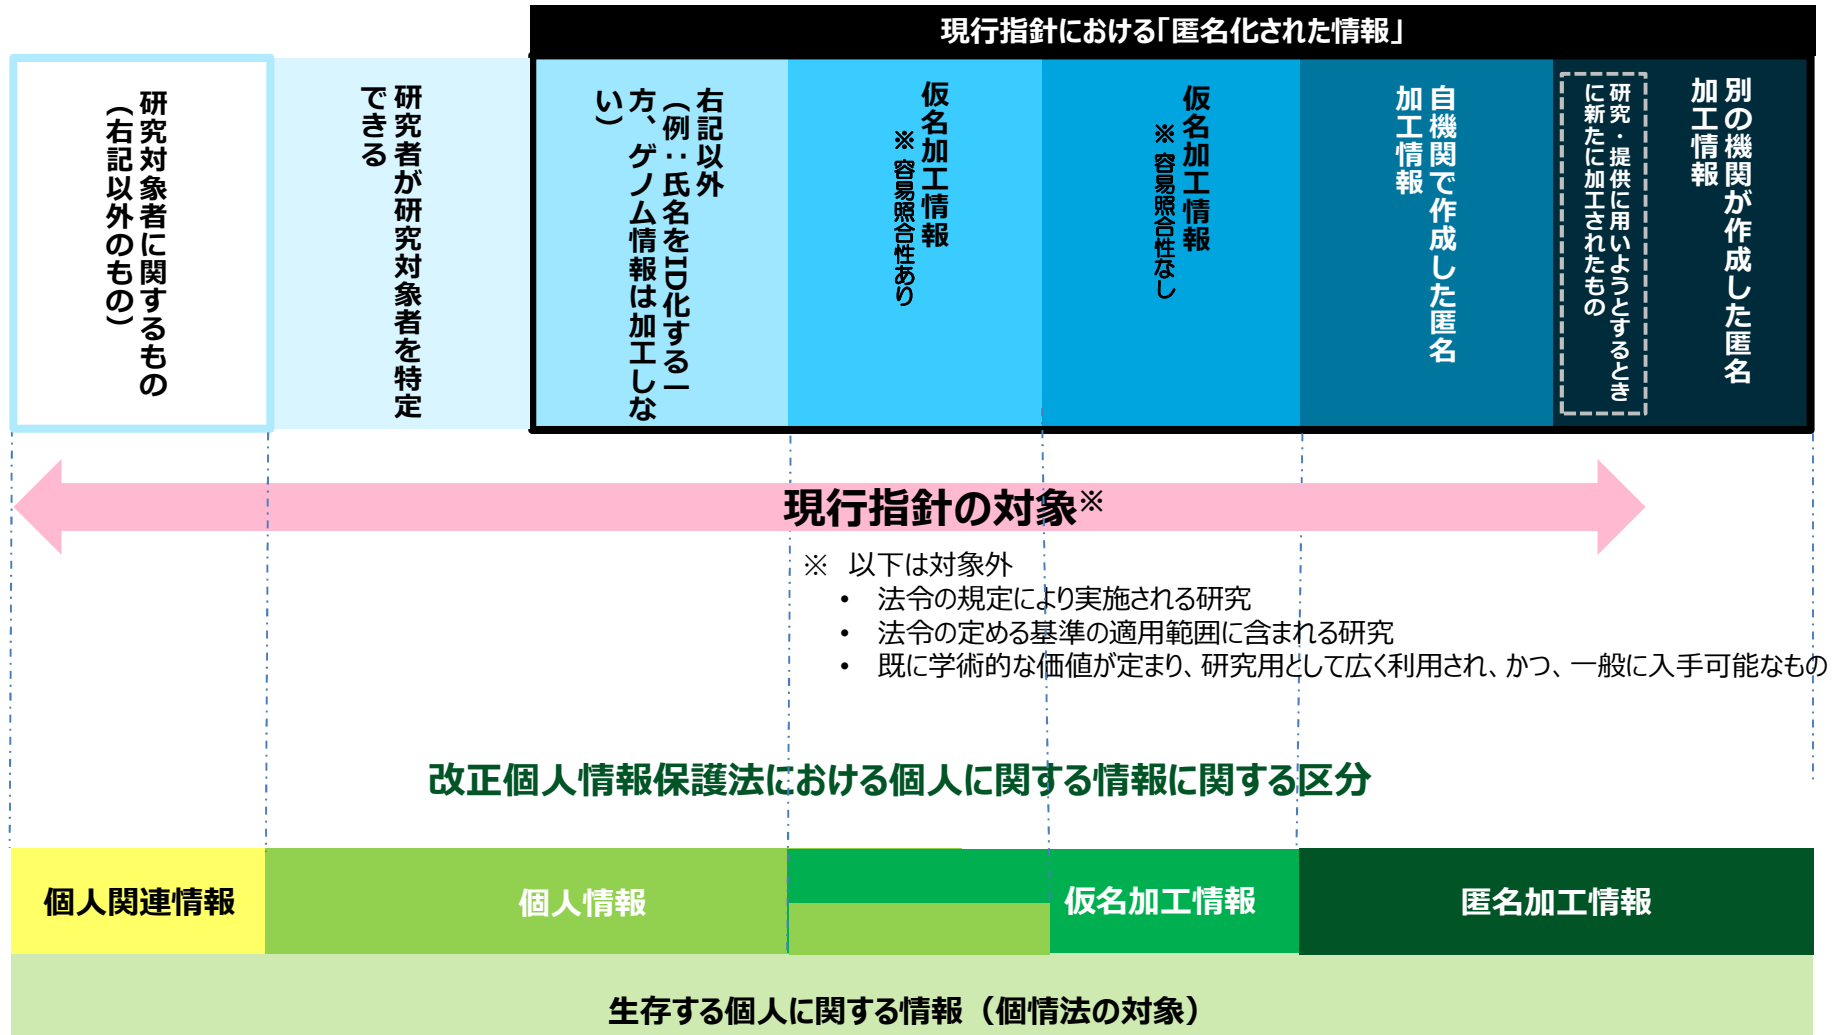 現行指針における「匿名化された情報」
研究対象者に関するもの
（右記以外のもの）
研究者が研究対象者を特定
できる
右記以外
（例：氏名をID化する一
方、ゲノム情報は加工しな
い）
仮名加工情報
※ 容易照合性あり
仮名加工情報
※ 容易照合性なし
自機関で作成した匿名
加工情報
研究・提供に用いようとするとき
に新たに加工されたもの
別の機関が作成した匿名
加工情報
現行指針の対象※
※ 以下は対象外
• 法令の規定により実施される研究
• 法令の定める基準の適用範囲に含まれる研究
• 既に学術的な価値が定まり、研究用として広く利用され、かつ、一般に入手可能なもの
改正個人情報保護法における個人に関する情報に関する区分
個人関連情報
個人情報
仮名加工情報
匿名加工情報
生存する個人に関する情報（個情法の対象）